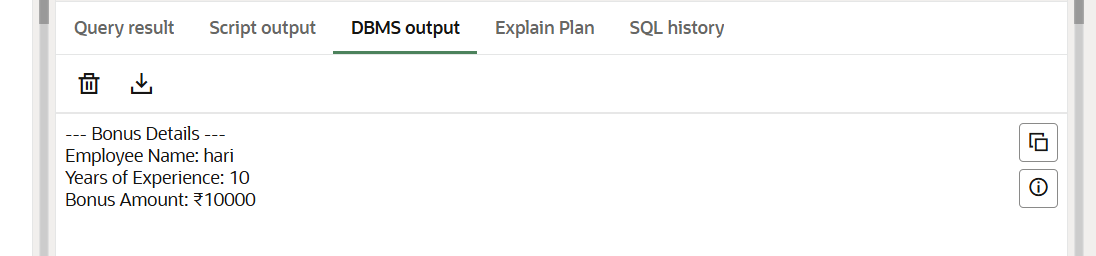 Query result Script output DBMS output Explain Plan SQL history
--- Bonus Details ---
Employee Name: hari
Years of Experience: 10
Bonus Amount: ₹10000